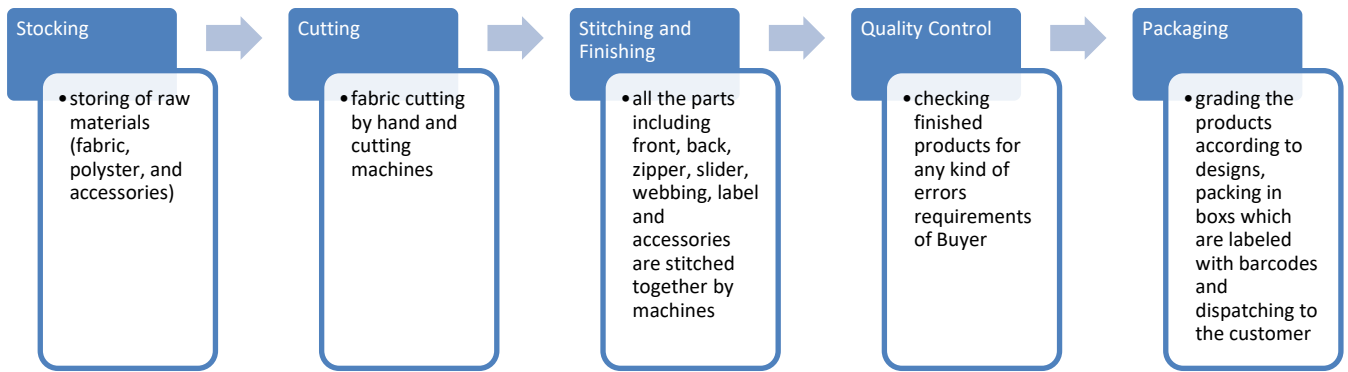 Stocking
•storing of raw
materials
(fabric,
polyster, and
accessories)
Cutting
•fabric cutting
by hand and
cutting
machines
Stitching and
Finishing
•all the parts
including
front, back,
zipper, slider,
webbing, label
and
accessories
are stitched
together by
machines
Quality Control
•checking
finished
products for
any kind of
errors
requirements
of Buyer
Packaging
•grading the
products
according to
designs,
packing in
boxs which
are labeled
with barcodes
and
dispatching to
the customer